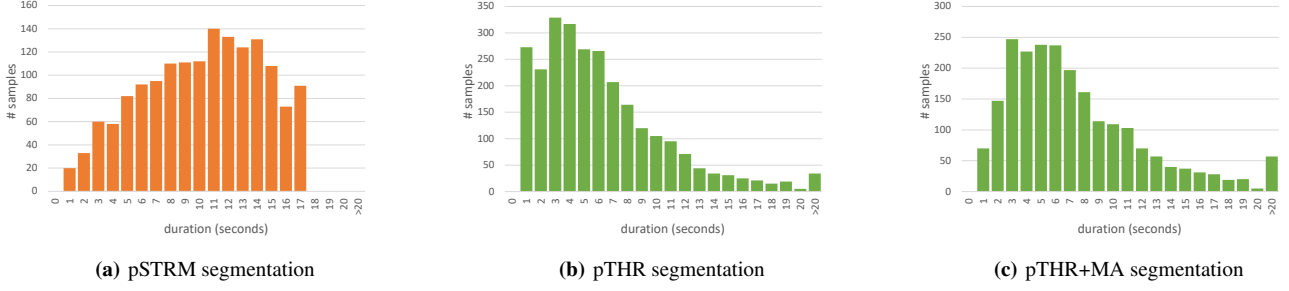 160
140
120
100
80
60
40
20
0
# samples
0 1 2 3 4 5 6 7 8 9 10 11 12 13 14 15 16 17 18 19 20 >20
duration (seconds)
(a) pSTRM segmentation
350
300
250
200
150
100
50
0
# samples
0 1 2 3 4 5 6 7 8 9 10 11 12 13 14 15 16 17 18 19 20 >20
duration (seconds)
(b) pTHR segmentation
300
250
200
150
100
50
0
# samples
0 1 2 3 4 5 6 7 8 9 10 11 12 13 14 15 16 17 18 19 20 >20
duration (seconds)
(c) pTHR+MA segmentation